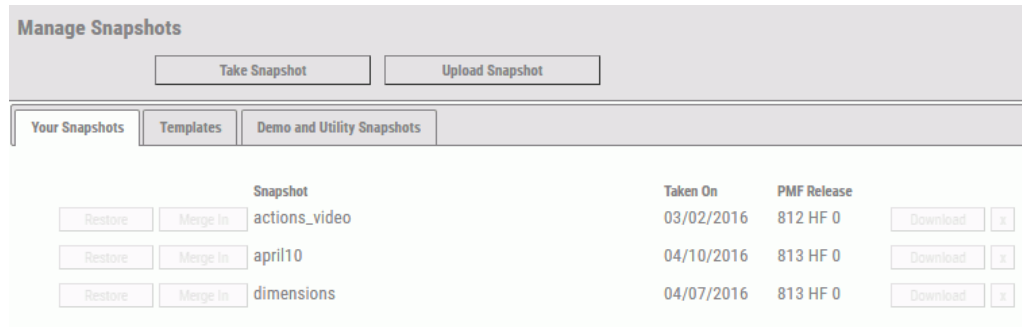 Manage Snapshots
Take Snapshot Upload Snapshot
Your Snapshots Templates Demo and Utility Snapshots
Snapshot Taken On PMF Release
Restore Merge In actions_video 03/02/2016 812 HF 0 Download x
Restore Merge In april10 04/10/2016 813 HF 0 Download x
Restore Merge In dimensions 04/07/2016 813 HF 0 Download x